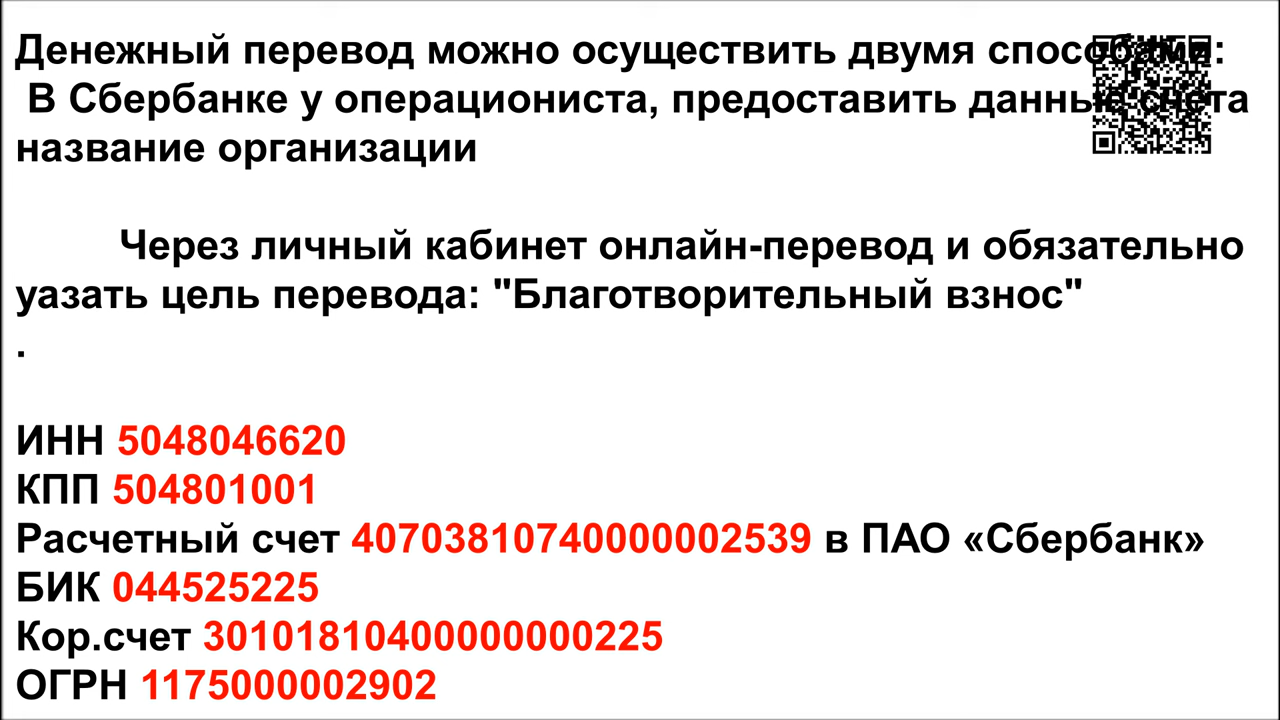 Денежный перевод можно осуществить двумя способами:
В Сбербанке у операциониста, предоставить данные счета
название организации
Через личный кабинет онлайн-перевод и обязательно
уазать цель перевода: "Благотворительный взнос"
.
ИНН 5048046620
КПП 504801001
Расчетный счет 40703810740000002539 в ПАО «Сбербанк»
БИК 044525225
Кор.счет 30101810400000000225
ОГРН 1175000002902